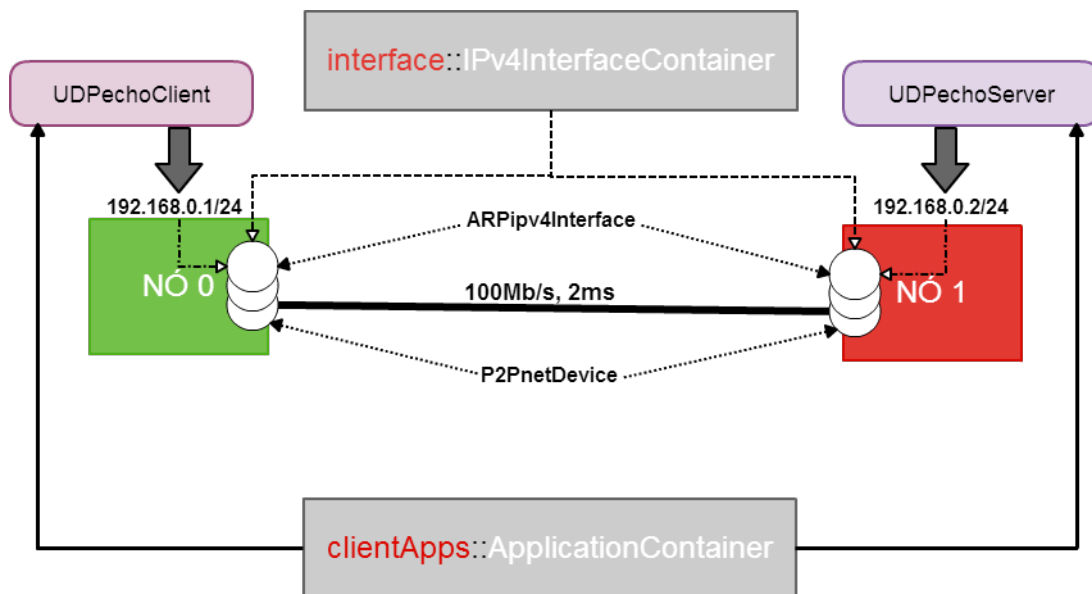 interface::IPv4InterfaceContainer
UDPechoClient
UDPechoServer
192.168.0.1/24
ARPipv4Interface
192.168.0.2/24
NÓ 0
100Mb/s, 2ms
NÓ 1
P2PnetDevice
clientApps::ApplicationContainer